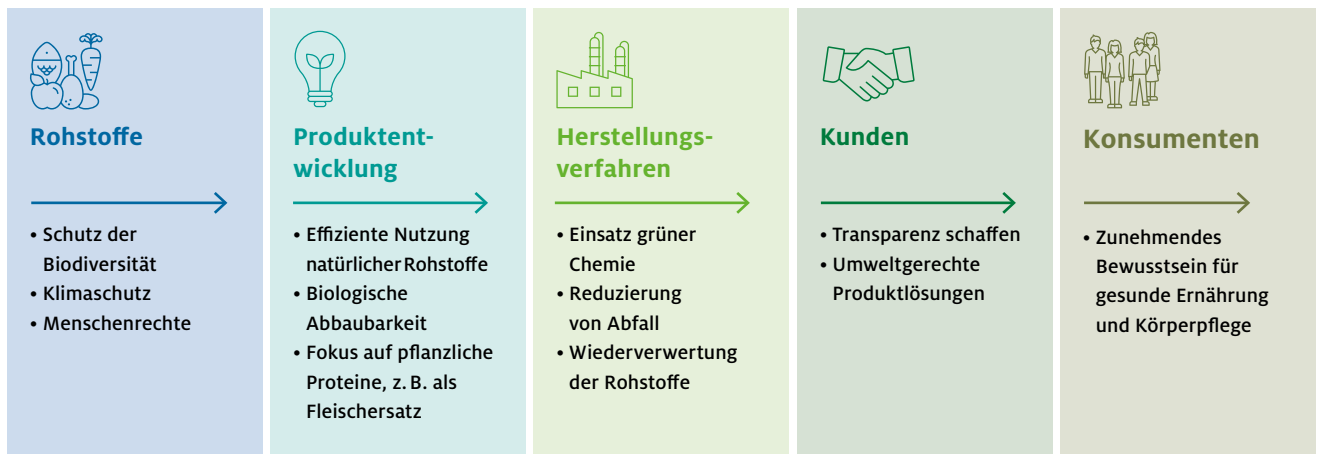 Rohstoffe
• Schutz der
Biodiversität
• Klimaschutz
• Menschenrechte
Produktent-
wicklung
• Effiziente Nutzung
natürlicher Rohstoffe
• Biologische
Abbaubarkeit
• Fokus auf pflanzliche
Proteine, z. B. als
Fleischersatz
Herstellungs-
verfahren
• Einsatz grüner
Chemie
• Reduzierung
von Abfall
• Wiederverwertung
der Rohstoffe
Kunden
• Transparenz schaffen
• Umweltgerechte
Produktlösungen
Konsumenten
• Zunehmendes
Bewusstsein für
gesunde Ernährung
und Körperpflege